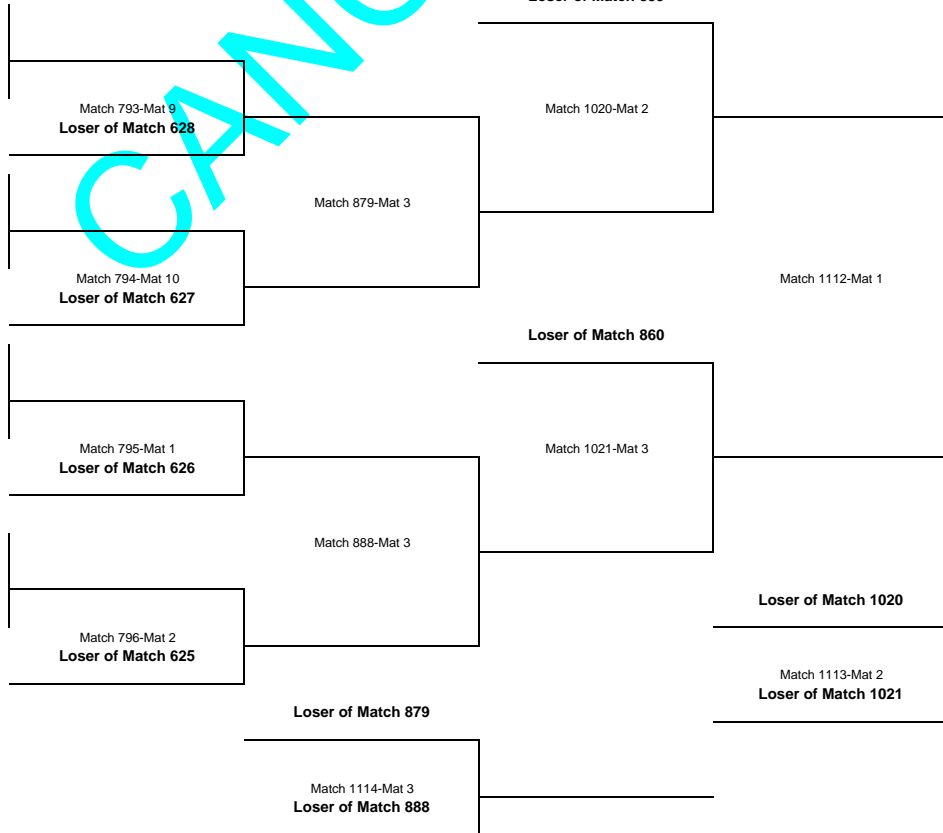 Match 793-Mat 9
Loser of Match 628
Match 794-Mat 10
Loser of Match 627
Match 795-Mat 1
Loser of Match 626
Match 796-Mat 2
Loser of Match 625
Match 879-Mat 3
Match 888-Mat 3
Loser of Match 879
Match 1114-Mat 3
Loser of Match 888
Match 1020-Mat 2
Loser of Match 860
Match 1021-Mat 3
Match 1112-Mat 1
Loser of Match 1020
Match 1113-Mat 2
Loser of Match 1021